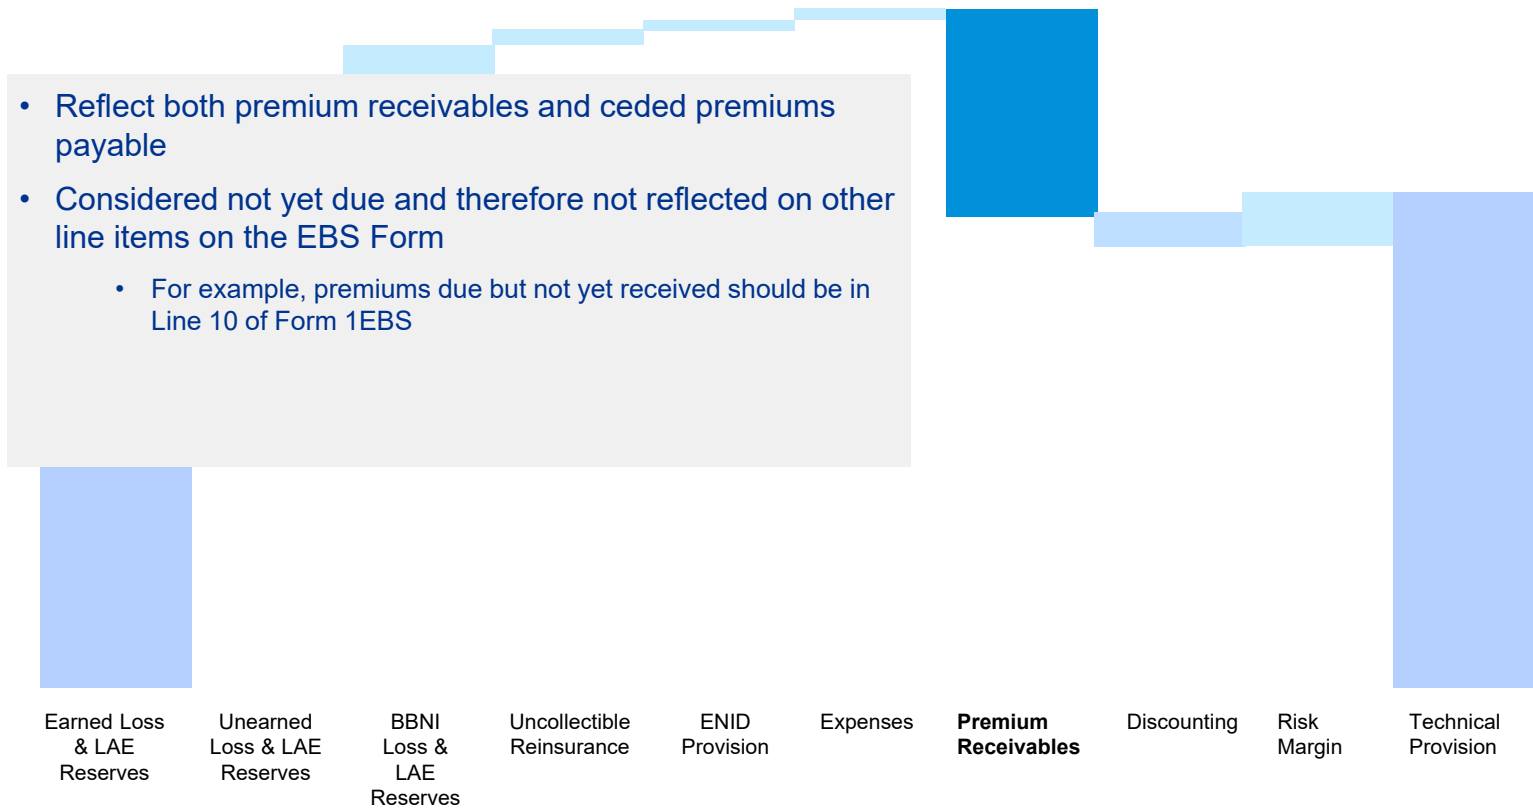 • Reflect both premium receivables and ceded premiums
payable
• Considered not yet due and therefore not reflected on other
line items on the EBS Form
• For example, premiums due but not yet received should be in
Line 10 of Form 1EBS
Earned Loss
& LAE
Reserves
Unearned
Loss & LAE
Reserves
BBNI
Loss &
LAE
Reserves
Uncollectible
Reinsurance
ENID
Provision
Expenses
Premium
Receivables
Discounting
Risk
Margin
Technical
Provision